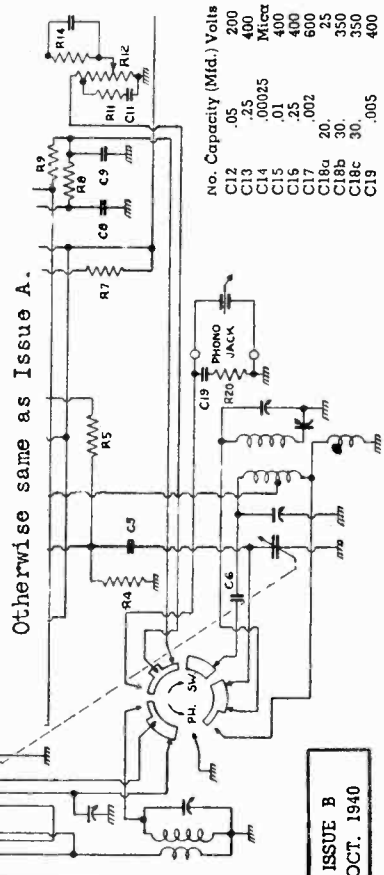 Otherwise same as Issue A.
R14
R12
R11
C11
R9
R8
C9
C8
R7
R5
C5
R4
C6
PHONO
JACK
C19
R20
PH. SW.
No. Capacity (Mfd.) Volts
C12 .05 200
C13 .25 400
C14 .00025 Mica
C15 .01 400
C16 .25 400
C17 .002 600
C18a 20. 25
C18b 30. 350
C18c 30. 350
C19 .005 400
ISSUE B
OCT. 1940